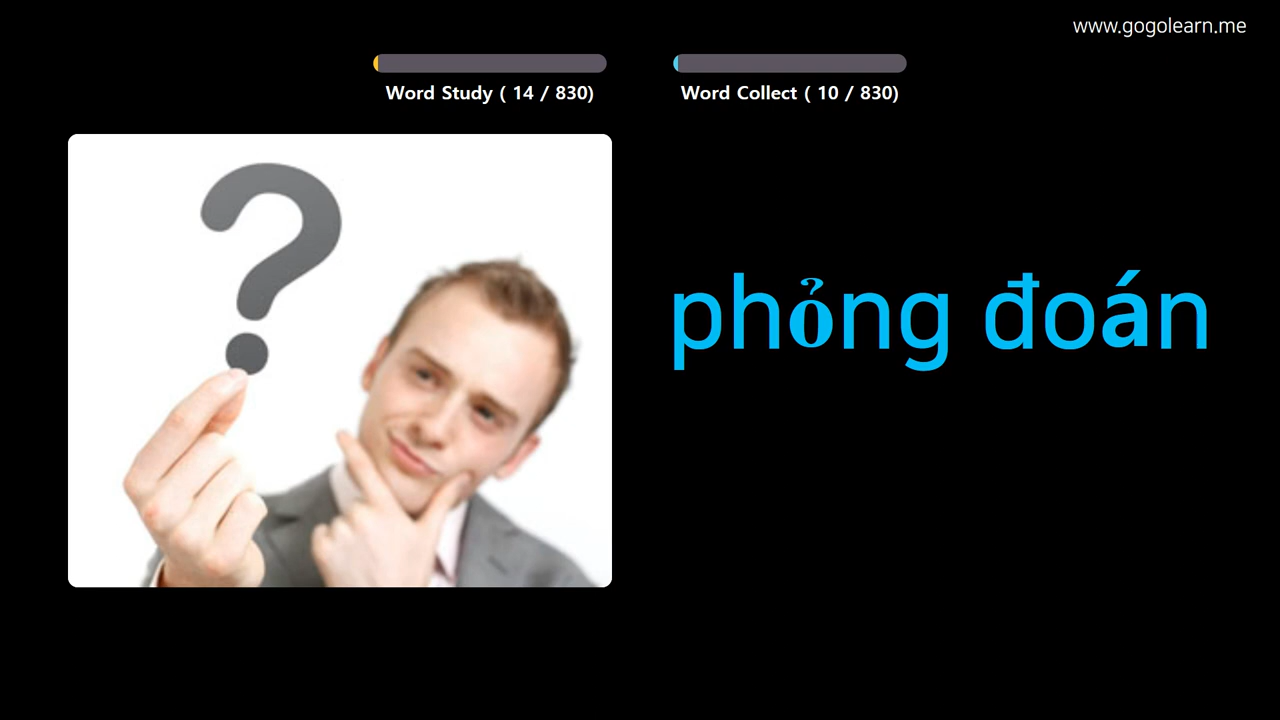 www.gogolearn.me
Word Study ( 14 / 830)
Word Collect ( 10 / 830)
?
phỏng đoán